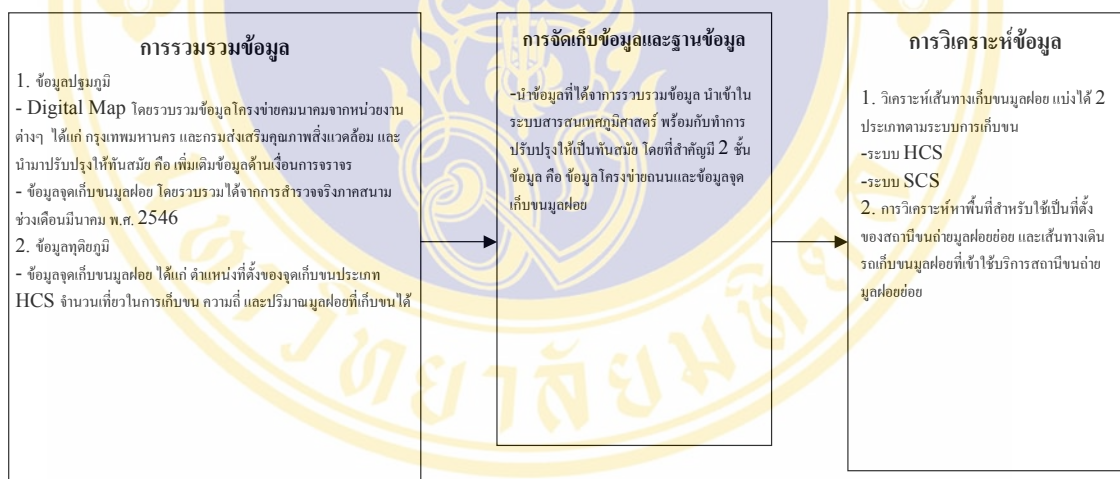 การรวมรวมข้อมูล
1. ข้อมูลปฐมภูมิ
- Digital Map โดยรวบรวมข้อมูลโครงข่ายคมนาคมจากหน่วยงาน
ต่างๆ ได้แก่ กรุงเทพมหานคร และกรมส่งเสริมคุณภาพสิ่งแวดล้อม และ
นำมาปรับปรุงให้ทันสมัย คือ เพิ่มเติมข้อมูลด้านเงื่อนการจราจร
- ข้อมูลจุดเก็บขนมูลฝอย โดยรวบรวมได้จากการสำรวจจริงภาคสนาม
ช่วงเดือนมีนาคม พ.ศ. 2546
2. ข้อมูลทุติยภูมิ
- ข้อมูลจุดเก็บขนมูลฝอย ได้แก่ ตำแหน่งที่ตั้งของจุดเก็บขนประเภท
HCS จำนวนเที่ยวในการเก็บขน ความถี่ และปริมาณมูลฝอยที่เก็บขนได้
การจัดเก็บข้อมูลและฐานข้อมูล
-นำข้อมูลที่ได้จาการรวบรวมข้อมูล นำเข้าใน
ระบบสารสนเทศภูมิศาสตร์ พร้อมกับทำการ
ปรับปรุงให้เป็นทันสมัย โดยที่สำคัญมี 2 ชั้น
ข้อมูล คือ ข้อมูลโครงข่ายถนนและข้อมูลจุด
เก็บขนมูลฝอย
การวิเคราะห์ข้อมูล
1. วิเคราะห์เส้นทางเก็บขนมูลฝอย แบ่งได้ 2
ประเภทตามระบบการเก็บขน
-ระบบ HCS
-ระบบ SCS
2. การวิเคราะห์หาพื้นที่สำหรับใช้เป็นที่ตั้ง
ของสถานีขนถ่ายมูลฝอยย่อย และเส้นทางเดิน
รถเก็บขนมูลฝอยที่เข้าใช้บริการสถานีขนถ่าย
มูลฝอยย่อย